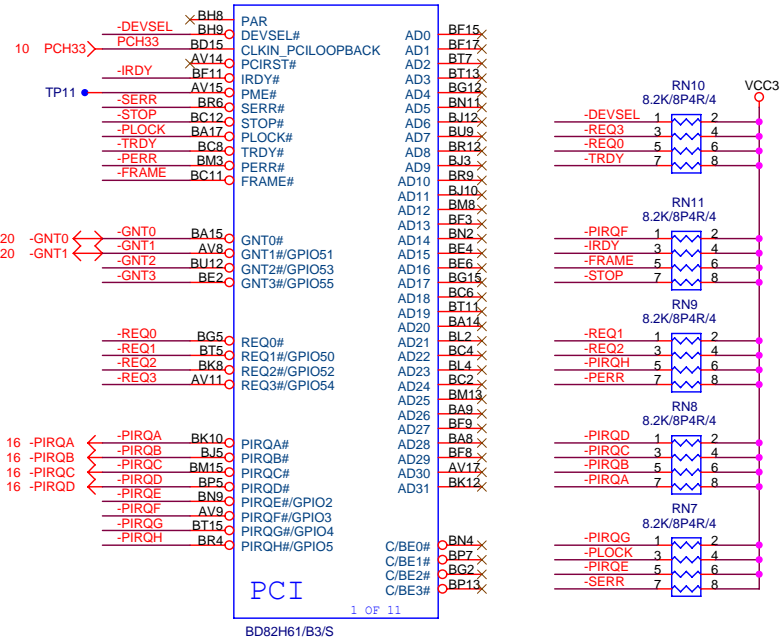 BH8 PAR
-DEVSEL BH9 DEVSEL#
10 PCH33 PCH33 BD15 CLKIN_PCILOOPBACK
AV14 PCIRST#
-IRDY BF11 IRDY#
TP11 AV15 PME#
-SERR BR6 SERR#
-STOP BC12 STOP#
-PLOCK BA17 PLOCK#
-TRDY BC8 TRDY#
-PERR BM3 PERR#
-FRAME BC11 FRAME#
20 -GNT0 -GNT0 BA15 GNT0#
20 -GNT1 -GNT1 AV8 GNT1#/GPIO51
-GNT2 BU12 GNT2#/GPIO53
-GNT3 BE2 GNT3#/GPIO55
-REQ0 BG5 REQ0#
-REQ1 BT5 REQ1#/GPIO50
-REQ2 BK8 REQ2#/GPIO52
-REQ3 AV11 REQ3#/GPIO54
16 -PIRQA -PIRQA BK10 PIRQA#
16 -PIRQB -PIRQB BJ5 PIRQB#
16 -PIRQC -PIRQC BM15 PIRQC#
16 -PIRQD -PIRQD BP5 PIRQD#
-PIRQE BN9 PIRQE#/GPIO2
-PIRQF AV9 PIRQF#/GPIO3
-PIRQG BT15 PIRQG#/GPIO4
-PIRQH BR4 PIRQH#/GPIO5
AD0 BF15
AD1 BF17
AD2 BT7
AD3 BT13
AD4 BG12
AD5 BN11
AD6 BJ12
AD7 BU9
AD8 BR12
AD9 BJ3
AD10 BR9
AD11 BJ10
AD12 BM8
AD13 BF3
AD14 BN2
AD15 BE4
AD16 BE6
AD17 BG15
AD18 BC6
AD19 BT11
AD20 BA14
AD21 BL2
AD22 BC4
AD23 BL4
AD24 BC2
AD25 BM13
AD26 BA9
AD27 BF9
AD28 BA8
AD29 BF8
AD30 AV17
AD31 BK12
C/BE0# BN4
C/BE1# BP7
C/BE2# BG2
C/BE3# BP13
PCI
1 OF 11
BD82H61/B3/S
VCC3
RN10
8.2K/8P4R/4
-DEVSEL 1 2
-REQ3 3 4
-REQ0 5 6
-TRDY 7 8
RN11
8.2K/8P4R/4
-PIRQF 1 2
-IRDY 3 4
-FRAME 5 6
-STOP 7 8
RN9
8.2K/8P4R/4
-REQ1 1 2
-REQ2 3 4
-PIRQH 5 6
-PERR 7 8
RN8
8.2K/8P4R/4
-PIRQD 1 2
-PIRQC 3 4
-PIRQB 5 6
-PIRQA 7 8
RN7
8.2K/8P4R/4
-PIRQG 1 2
-PLOCK 3 4
-PIRQE 5 6
-SERR 7 8